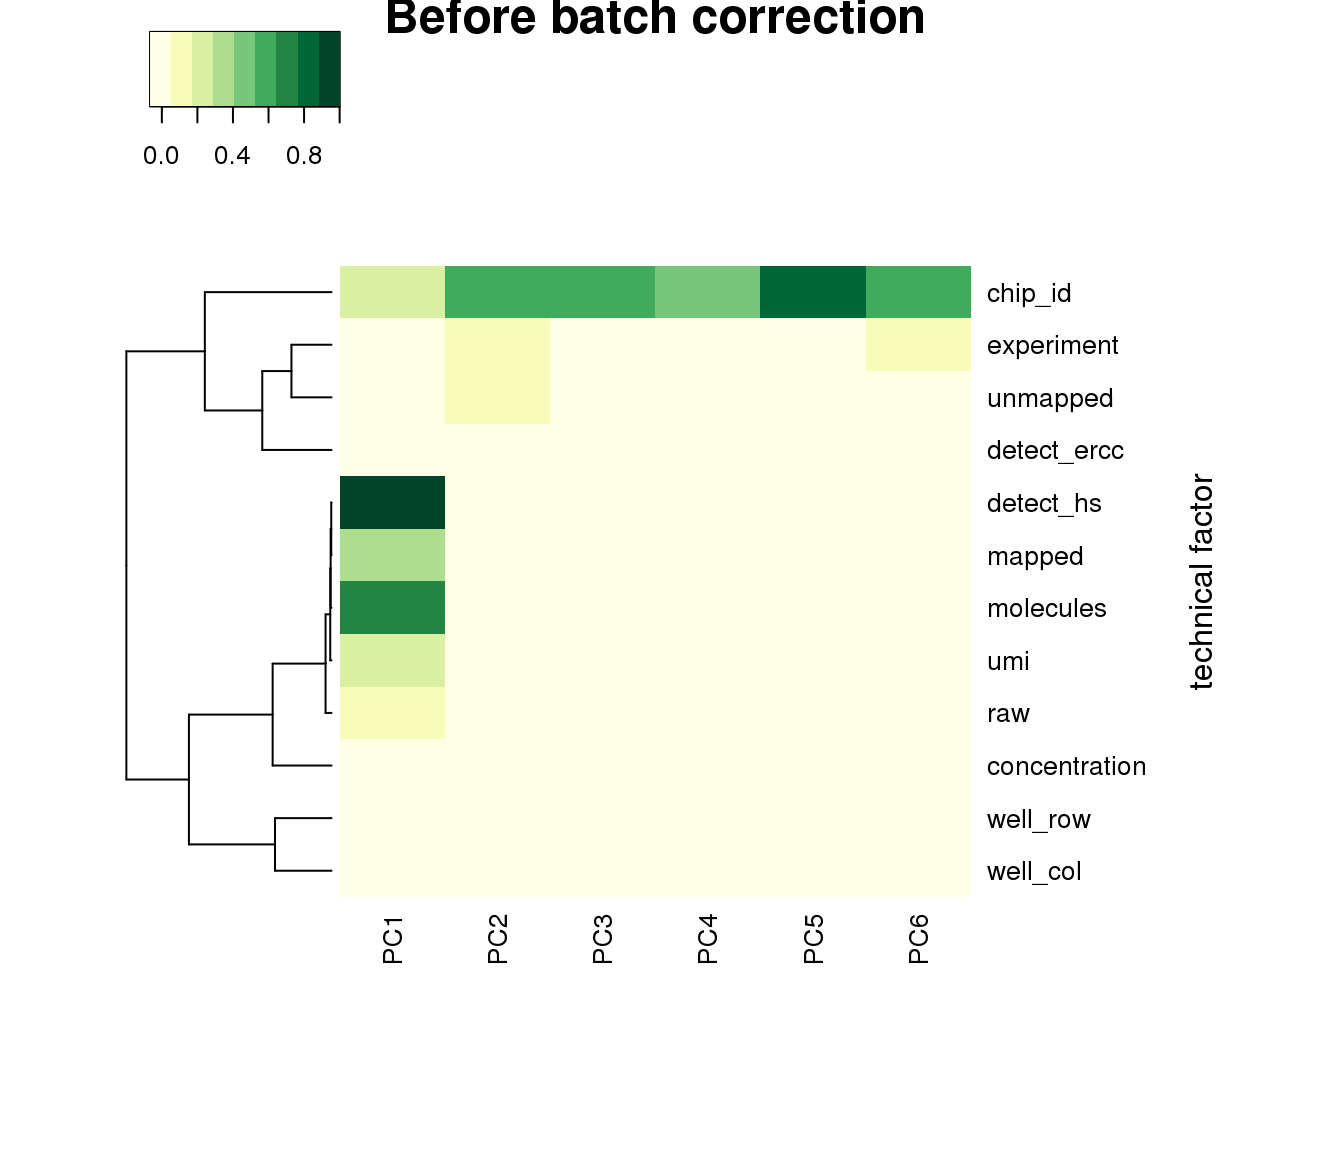 Before batch correction
0.0 0.4 0.8
chip_id
experiment
unmapped
detect_ercc
detect_hs
mapped
molecules
umi
raw
concentration
well_row
well_col
technical factor
PC1 PC2 PC3 PC4 PC5 PC6